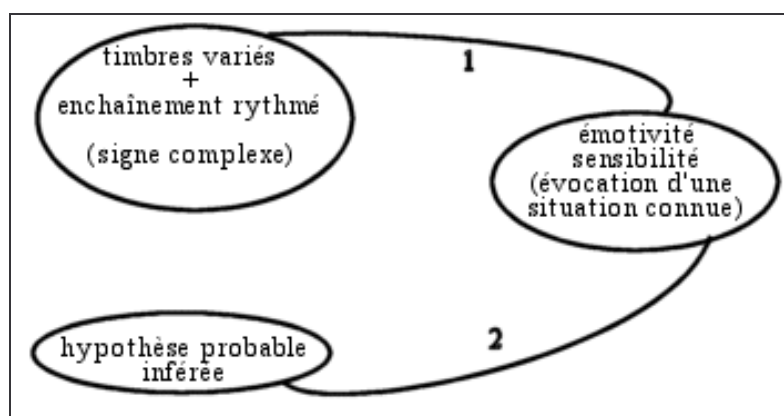 timbres variés
+
enchaînement rythmé
(signe complexe)
1
émotivité
sensibilité
(évocation d'une
situation connue)
2
hypothèse probable
inférée